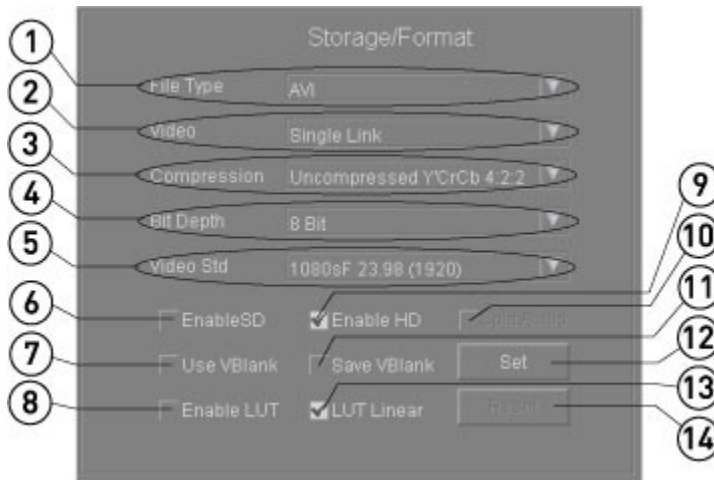 Storage/Format
1 File Type AVI
2 Video Single Link
3 Compression Uncompressed Y'CrCb 4:2:2
4 Bit Depth 8 Bit
5 Video Std 1080sF 23.98 (1920)
6 EnableSD Enable HD 9
10
7 Use VBlank Save VBlank Set 11
12
8 Enable LUT LUT Linear 13
14